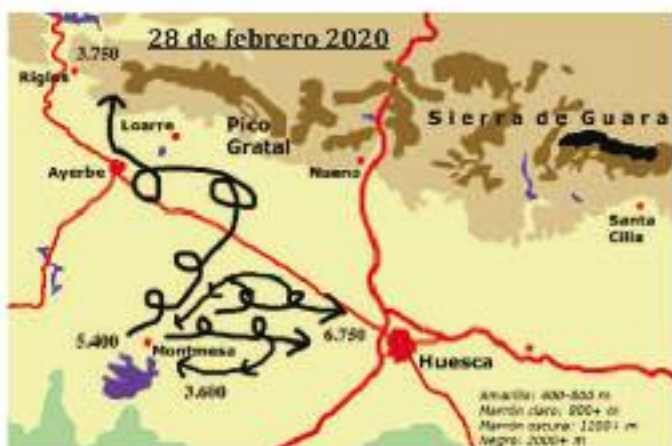 28 de febrero 2020
3.750
Riglos
Loarre
Pico
Gratal
Sierra de Guara
Ayerbe
Nueno
Santa
Cilia
5.400
Montmesa
6.750
Huesca
3.600
Amarillo: 400-800 m
Marrón claro: 800+ m
Marrón oscuro: 1200+ m
Negro: 2000+ m